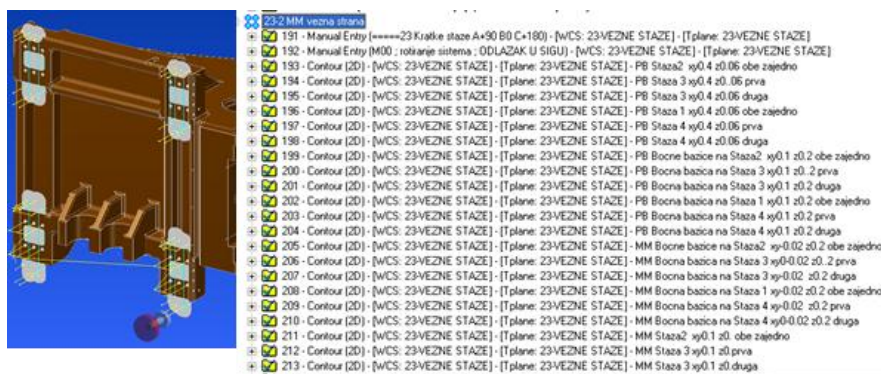 23-2 MM vezna strana
191 - Manual Entry (=====23 Kratke staze A+90 B0 C+180) - [WCS: 23-VEZNE STAZE] - [Tplane: 23-VEZNE STAZE]
192 - Manual Entry (M00 ; rotiranje sistema ; ODLAZAK U SIGU) - [WCS: 23-VEZNE STAZE] - [Tplane: 23-VEZNE STAZE]
193 - Contour (2D) - [WCS: 23-VEZNE STAZE] - [Tplane: 23-VEZNE STAZE] - PB Staza2 xy0.4 z0.06 obe zajedno
194 - Contour (2D) - [WCS: 23-VEZNE STAZE] - [Tplane: 23-VEZNE STAZE] - PB Staza 3 xy0.4 z0..06 prva
195 - Contour (2D) - [WCS: 23-VEZNE STAZE] - [Tplane: 23-VEZNE STAZE] - PB Staza 3 xy0.4 z0.06 druga
196 - Contour (2D) - [WCS: 23-VEZNE STAZE] - [Tplane: 23-VEZNE STAZE] - PB Staza 1 xy0.4 z0.06 obe zajedno
197 - Contour (2D) - [WCS: 23-VEZNE STAZE] - [Tplane: 23-VEZNE STAZE] - PB Staza 4 xy0.4 z0.06 prva
198 - Contour (2D) - [WCS: 23-VEZNE STAZE] - [Tplane: 23-VEZNE STAZE] - PB Staza 4 xy0.4 z0.06 druga
199 - Contour (2D) - [WCS: 23-VEZNE STAZE] - [Tplane: 23-VEZNE STAZE] - PB Bocne bazice na Staza2 xy0.1 z0.2 obe zajedno
200 - Contour (2D) - [WCS: 23-VEZNE STAZE] - [Tplane: 23-VEZNE STAZE] - PB Bocna bazica na Staza 3 xy0.1 z0..2 prva
201 - Contour (2D) - [WCS: 23-VEZNE STAZE] - [Tplane: 23-VEZNE STAZE] - PB Bocna bazica na Staza 3 xy0.1 z0.2 druga
202 - Contour (2D) - [WCS: 23-VEZNE STAZE] - [Tplane: 23-VEZNE STAZE] - PB Bocna bazica na Staza 1 xy0.1 z0.2 obe zajedno
203 - Contour (2D) - [WCS: 23-VEZNE STAZE] - [Tplane: 23-VEZNE STAZE] - PB Bocna bazica na Staza 4 xy0.1 z0.2 prva
204 - Contour (2D) - [WCS: 23-VEZNE STAZE] - [Tplane: 23-VEZNE STAZE] - PB Bocna bazica na Staza 4 xy0.1 z0.2 druga
205 - Contour (2D) - [WCS: 23-VEZNE STAZE] - [Tplane: 23-VEZNE STAZE] - MM Bocne bazice na Staza2 xy-0.02 z0.2 obe zajedno
206 - Contour (2D) - [WCS: 23-VEZNE STAZE] - [Tplane: 23-VEZNE STAZE] - MM Bocna bazica na Staza 3 xy0-0.02 z0..2 prva
207 - Contour (2D) - [WCS: 23-VEZNE STAZE] - [Tplane: 23-VEZNE STAZE] - MM Bocna bazica na Staza 3 xy-0.02 z0.2 druga
208 - Contour (2D) - [WCS: 23-VEZNE STAZE] - [Tplane: 23-VEZNE STAZE] - MM Bocna bazica na Staza 1 xy-0.02 z0.2 obe zajedno
209 - Contour (2D) - [WCS: 23-VEZNE STAZE] - [Tplane: 23-VEZNE STAZE] - MM Bocna bazica na Staza 4 xy-0.02 z0.2 prva
210 - Contour (2D) - [WCS: 23-VEZNE STAZE] - [Tplane: 23-VEZNE STAZE] - MM Bocna bazica na Staza 4 xy0-0.02 z0.2 druga
211 - Contour (2D) - [WCS: 23-VEZNE STAZE] - [Tplane: 23-VEZNE STAZE] - MM Staza2 xy0.1 z0. obe zajedno
212 - Contour (2D) - [WCS: 23-VEZNE STAZE] - [Tplane: 23-VEZNE STAZE] - MM Staza 3 xy0.1 z0.prva
213 - Contour (2D) - [WCS: 23-VEZNE STAZE] - [Tplane: 23-VEZNE STAZE] - MM Staza 3 xy0.1 z0.druga